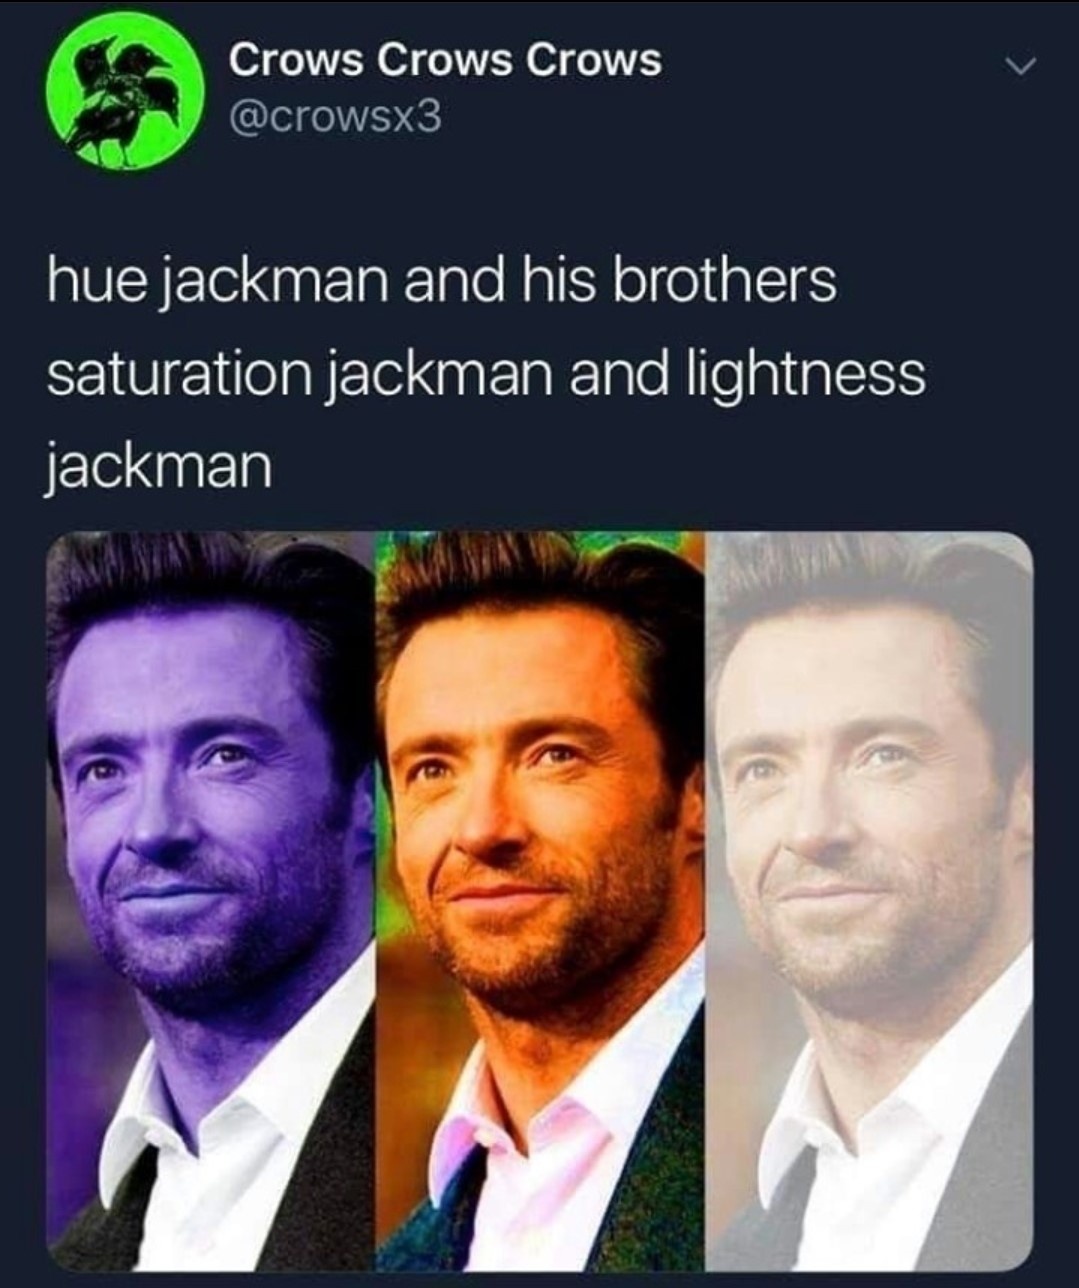 Crows Crows Crows
@crowsx3
hue jackman and his brothers
saturation jackman and lightness
jackman